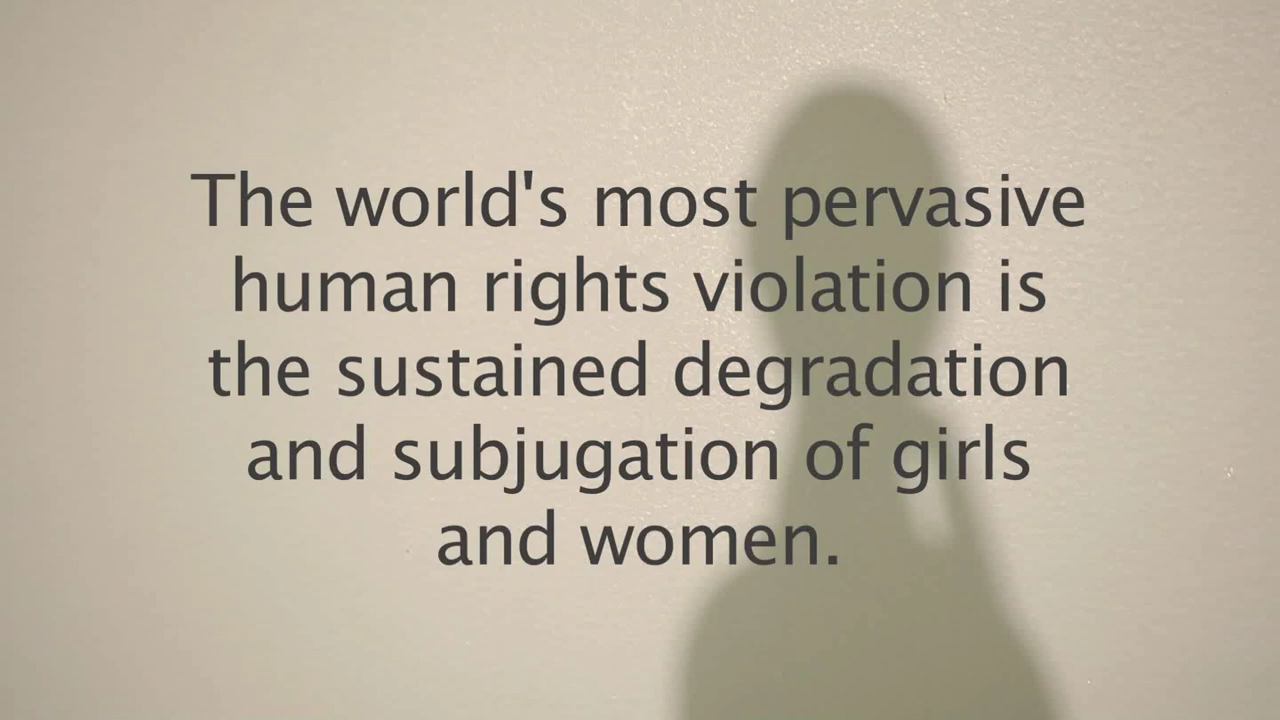 The world's most pervasive
human rights violation is
the sustained degradation
and subjugation of girls
and women.